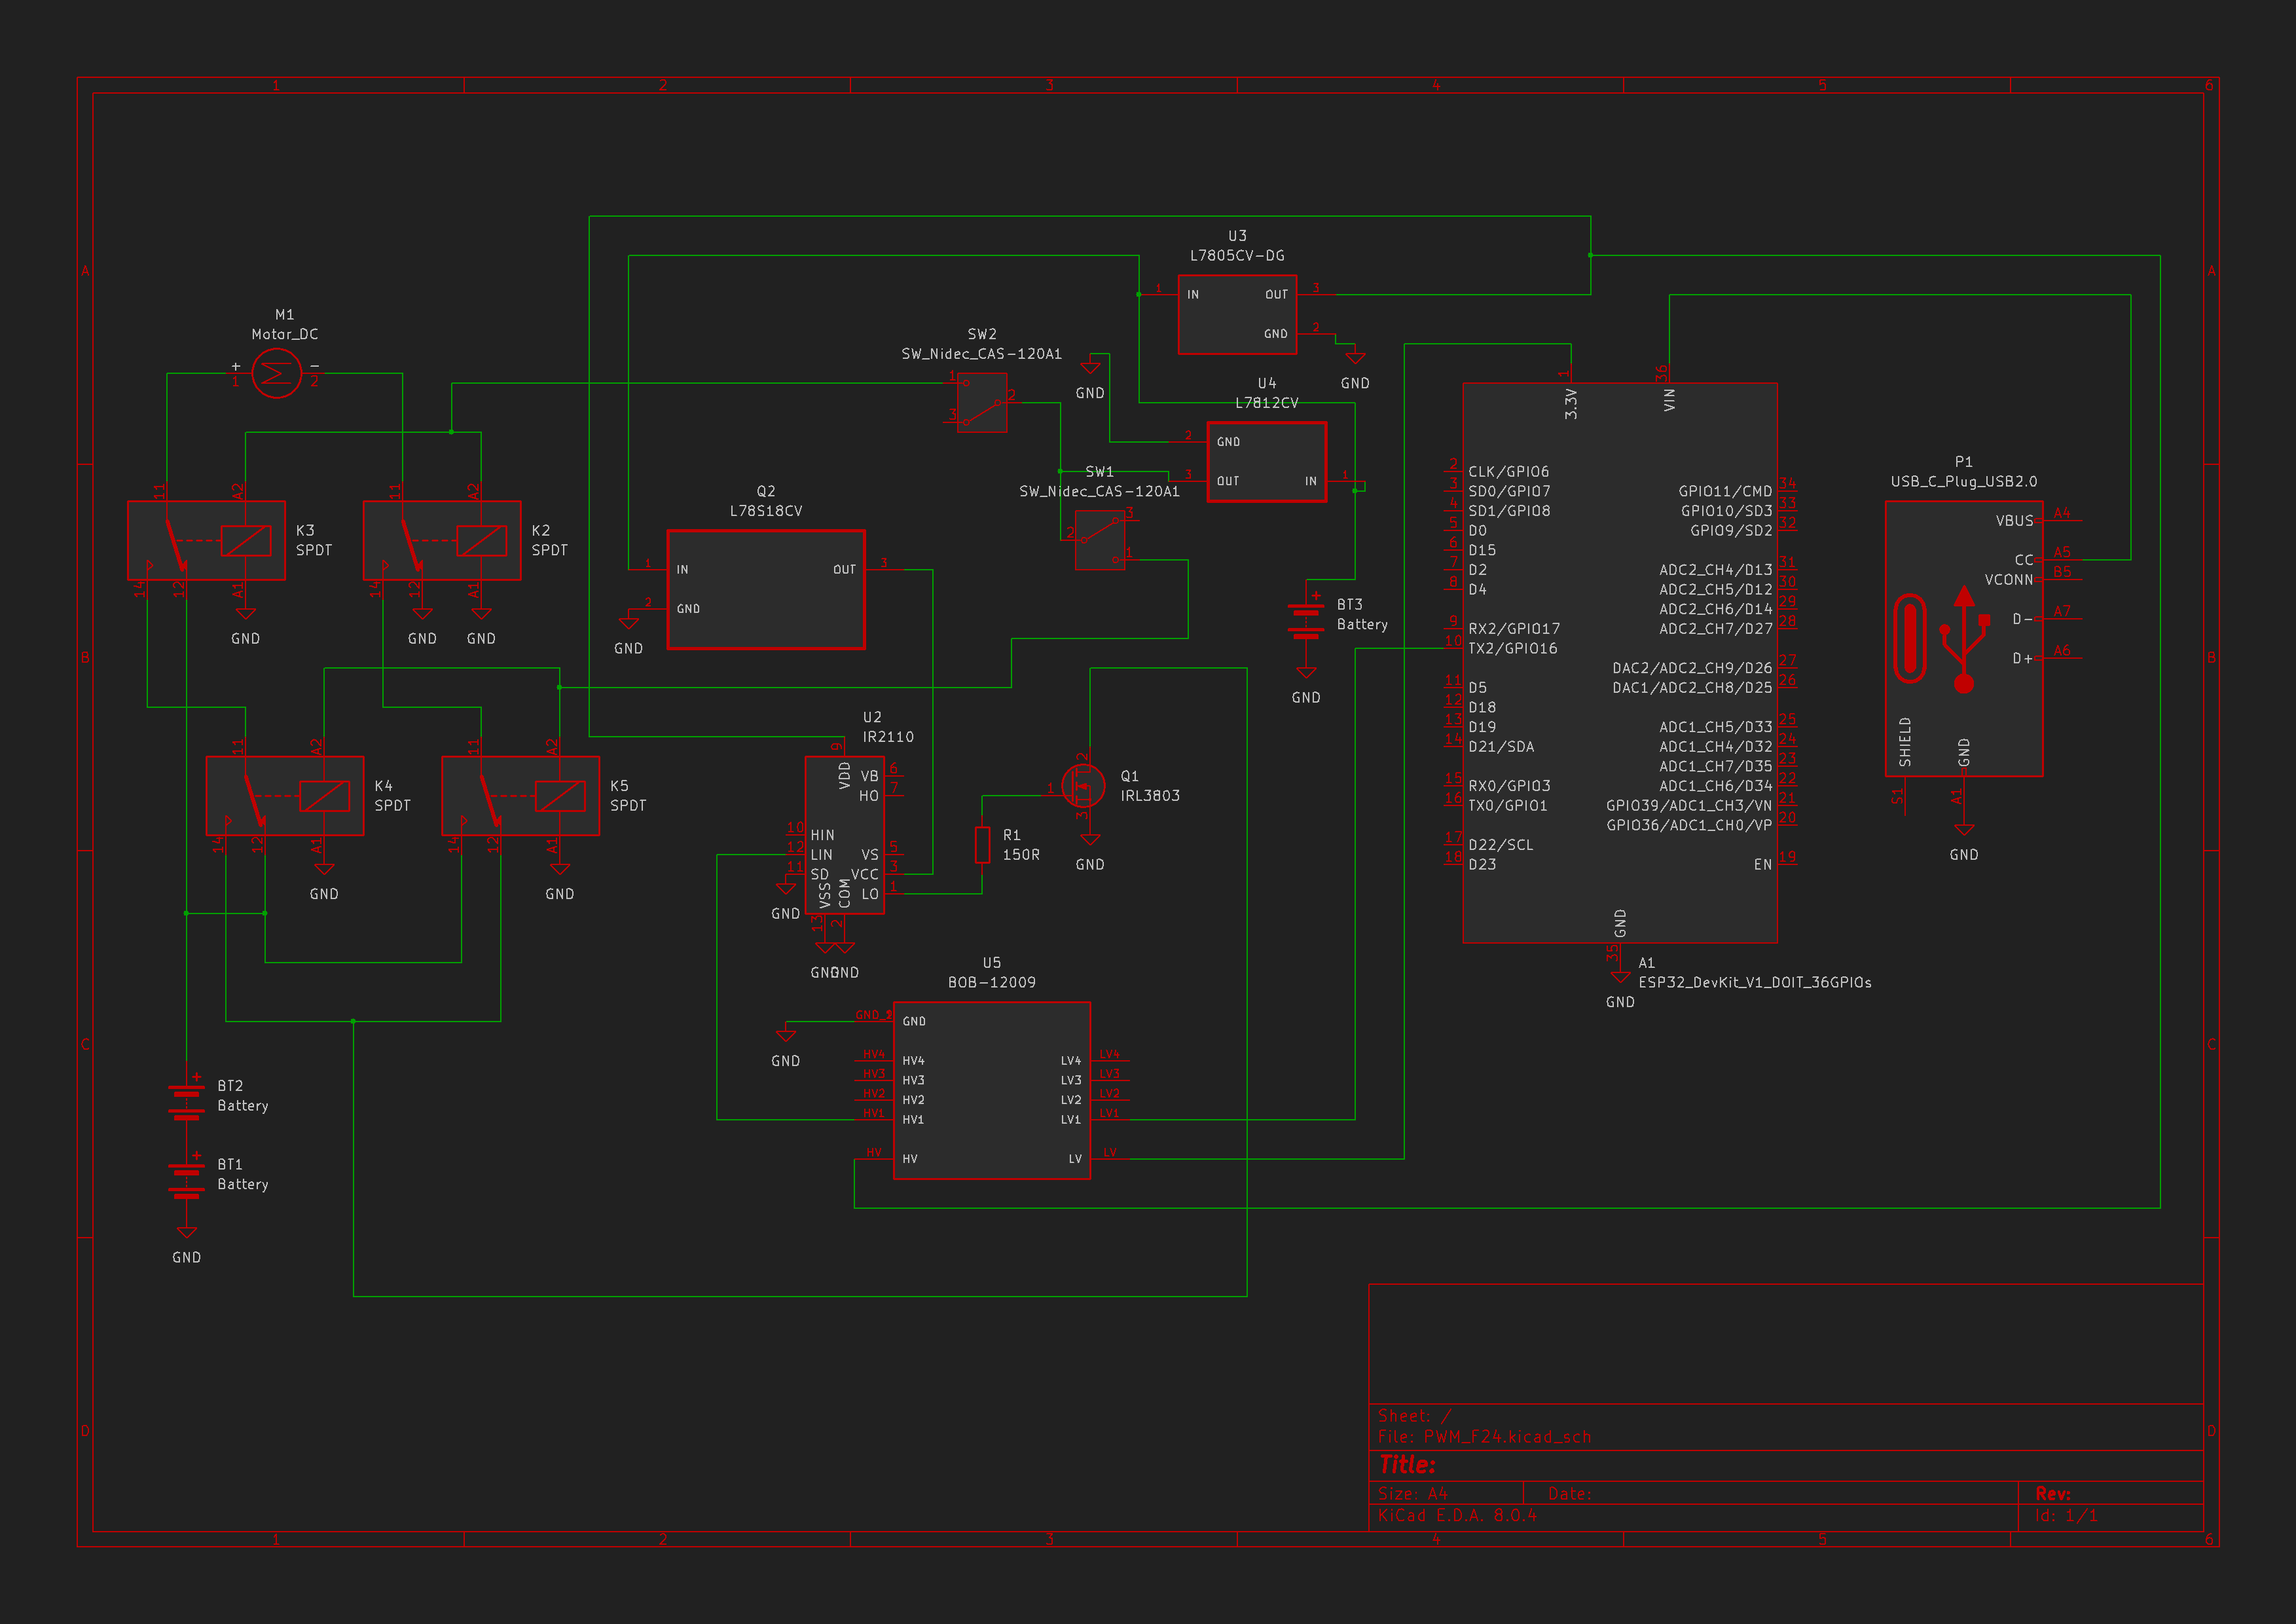 1 2 3 4 5 6
A A
U3
L7805CV-DG
1 IN OUT 3
GND 2
GND
M1
Motor_DC
+ −
1 2
SW2
SW_Nidec_CAS-120A1
1
2
3
GND
U4
L7812CV
2 GND
3 OUT IN 1
SW1
SW_Nidec_CAS-120A1
3
2
1
11 A2
K3
SPDT
14 12 A1
GND
11 A2
K2
SPDT
14 12 A1
GND GND
Q2
L78S18CV
1 IN OUT 3
2 GND
GND
+
BT3
Battery
GND
1 36
3.3V VIN
2 CLK/GPIO6
3 SD0/GPIO7
4 SD1/GPIO8
5 D0
6 D15
7 D2
8 D4
9 RX2/GPIO17
10 TX2/GPIO16
11 D5
12 D18
13 D19
14 D21/SDA
15 RX0/GPIO3
16 TX0/GPIO1
17 D22/SCL
18 D23
GPIO11/CMD 34
GPIO10/SD3 33
GPIO9/SD2 32
ADC2_CH4/D13 31
ADC2_CH5/D12 30
ADC2_CH6/D14 29
ADC2_CH7/D27 28
DAC2/ADC2_CH9/D26 27
DAC1/ADC2_CH8/D25 26
ADC1_CH5/D33 25
ADC1_CH4/D32 24
ADC1_CH7/D35 23
ADC1_CH6/D34 22
GPIO39/ADC1_CH3/VN 21
GPIO36/ADC1_CH0/VP 20
EN 19
GND
35
A1
ESP32_DevKit_V1_DOIT_36GPIOs
GND
P1
USB_C_Plug_USB2.0
VBUS A4
CC A5
VCONN B5
D- A7
D+ A6
SHIELD GND
S1 A1
GND
B B
11 A2
K4
SPDT
14 12 A1
GND
11 A2
K5
SPDT
14 12 A1
GND
U2
IR2110
9
VDD
VB 6
HO 7
10 HIN
12 LIN
11 SD
VS 5
VCC 3
LO 1
VSS COM
13 2
GND
GND GND
R1
150R
Q1
IRL3803
2
1
3
GND
U5
BOB-12009
GND
GND
HV4 HV4 LV4 LV4
HV3 HV3 LV3 LV3
HV2 HV2 LV2 LV2
HV1 HV1 LV1 LV1
HV HV LV LV
GND
C C
+
BT2
Battery
+
BT1
Battery
GND
D D
Sheet: /
File: PWM_F24.kicad_sch
Title:
Size: A4 Date: Rev:
KiCad E.D.A. 8.0.4 Id: 1/1
1 2 3 4 5 6